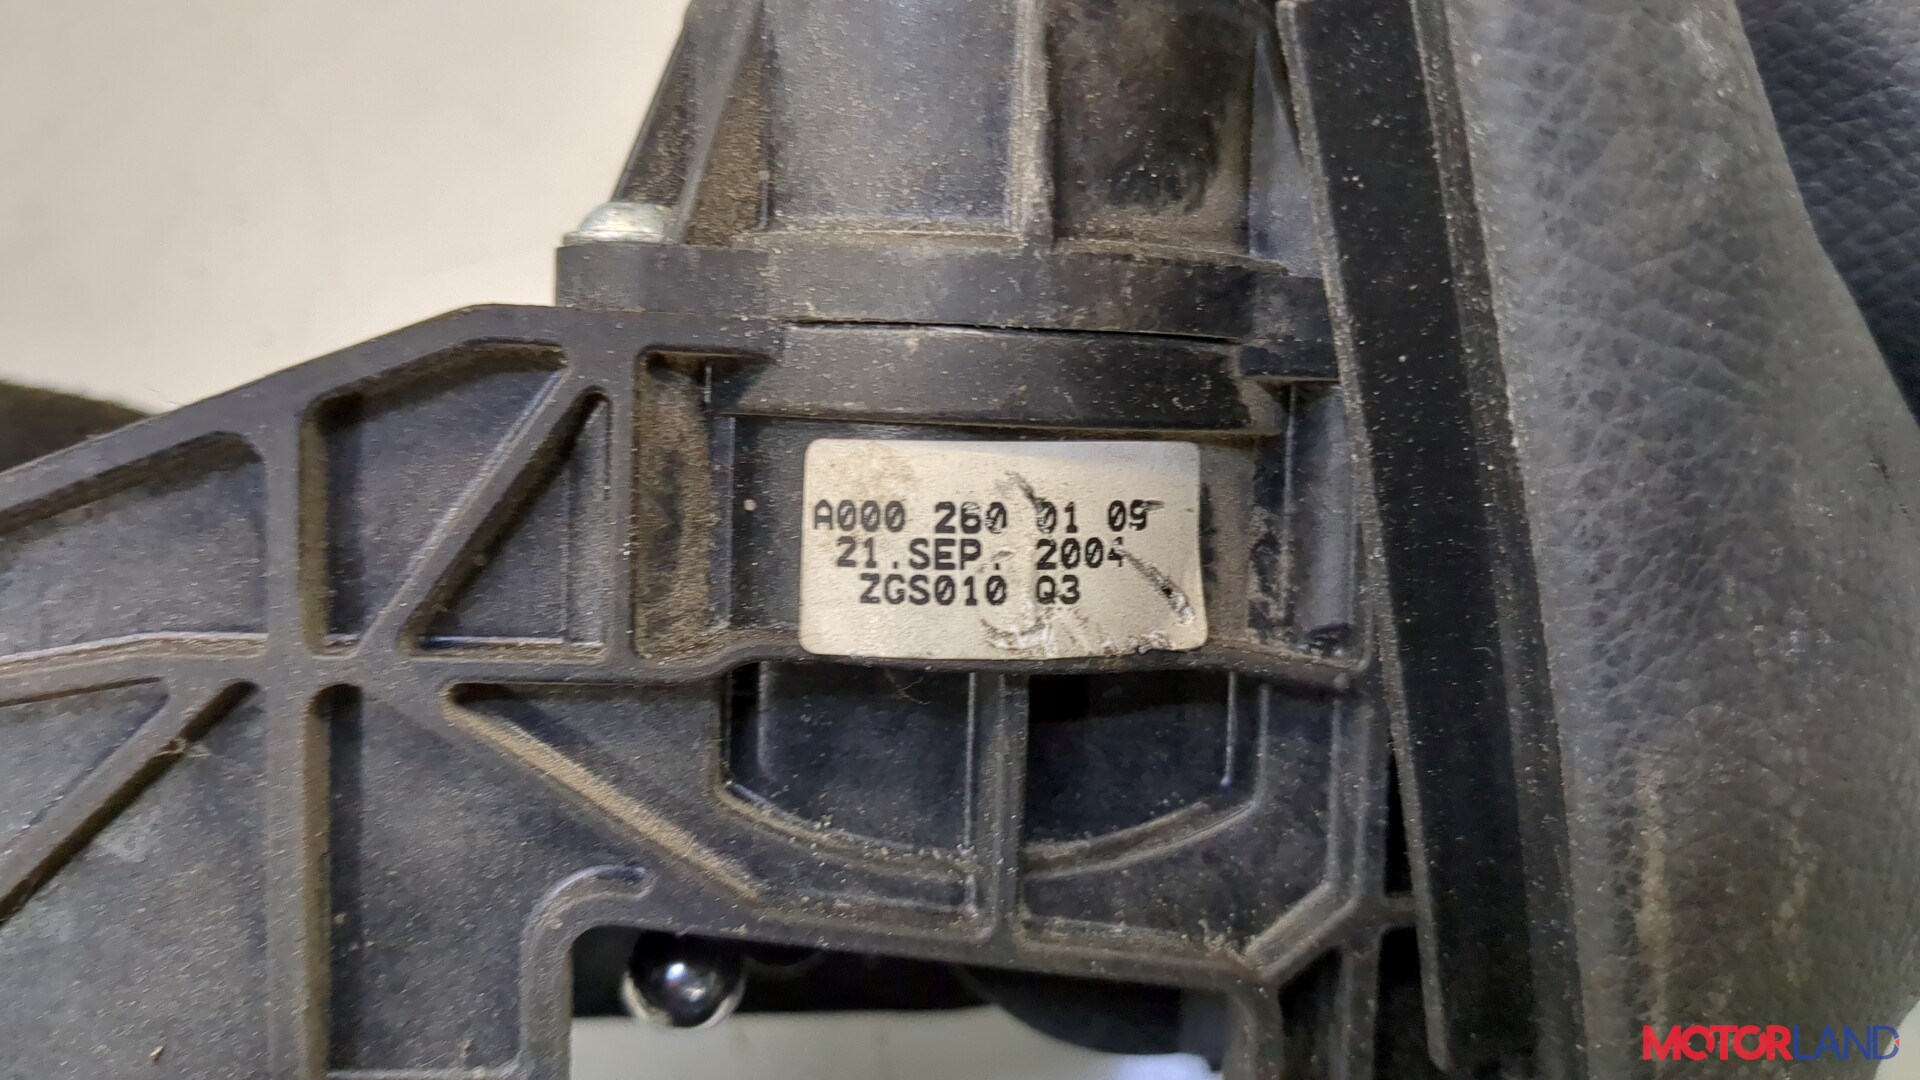 A000 260 01 09
21.SEP. 2004
ZGS010 Q3
MOTORLAND